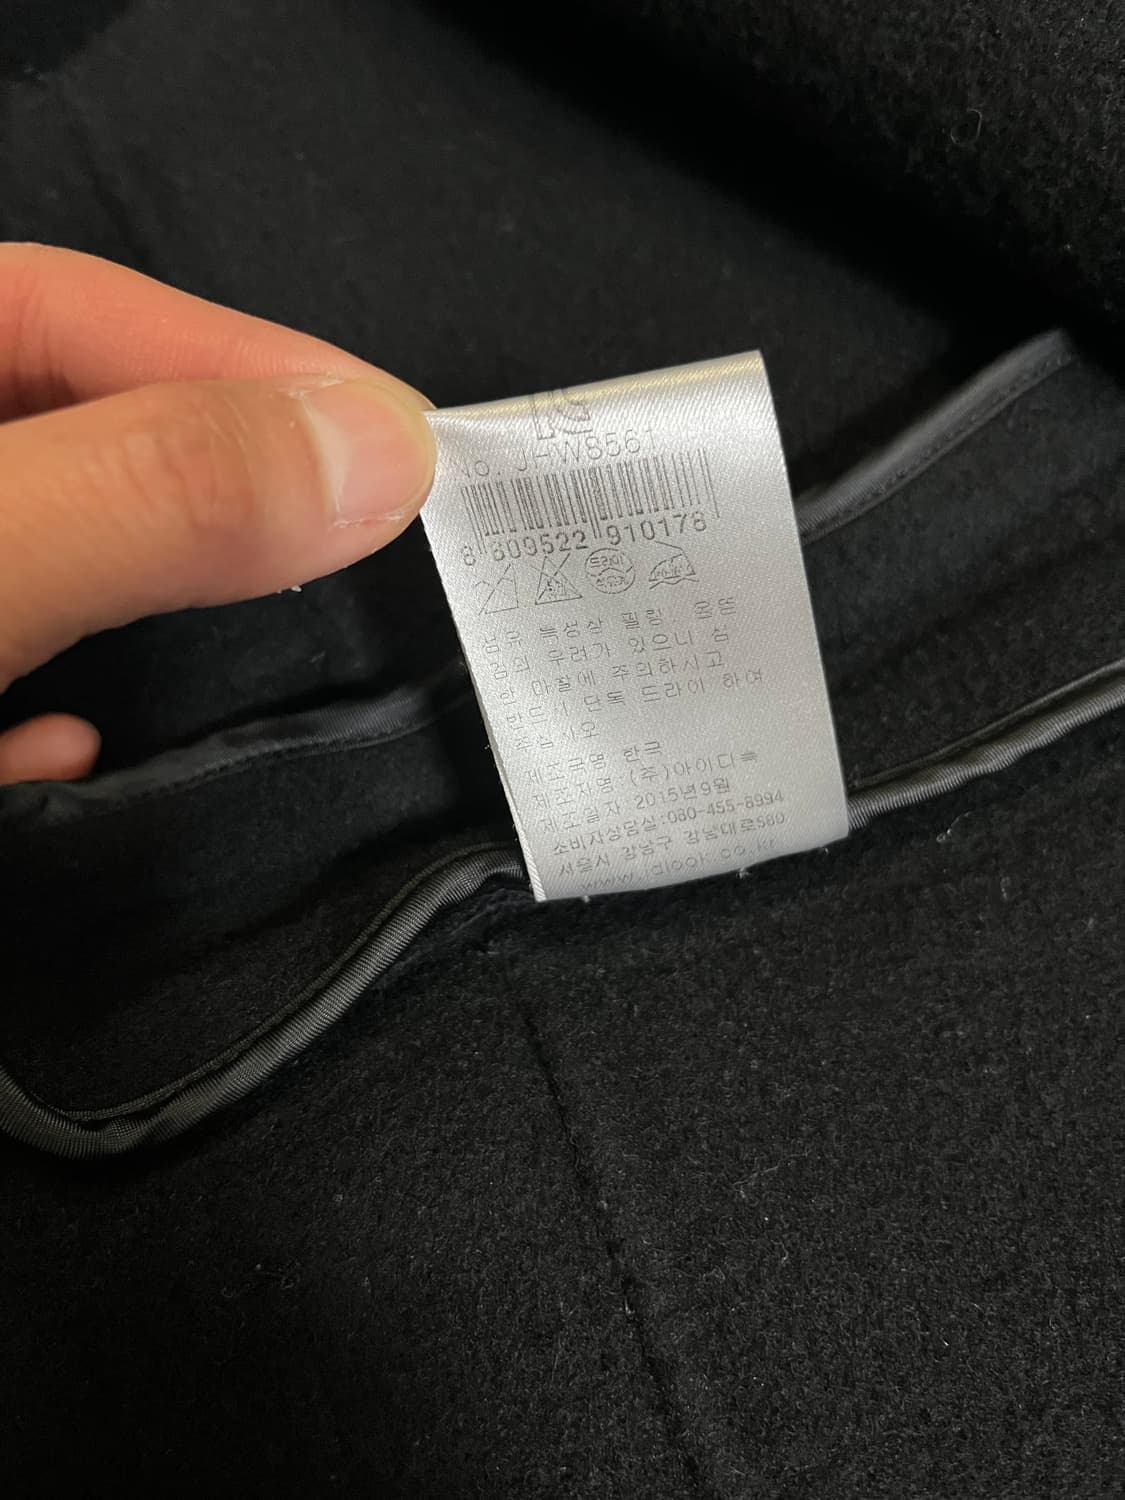 No. JHW8561
8 809522 910178
드라이
섬유 특성상 필링, 올뜯
김의 우려가 있으니 심
한 마찰에 주의하시고
반드시 단독 드라이 하여
주십시오
제조국명 한국
제조자명 (주)아이디룩
제조일자 2015년9월
소비자상담실:080-455-8994
서울시 강남구 강남대로580
www.idlook.co.kr